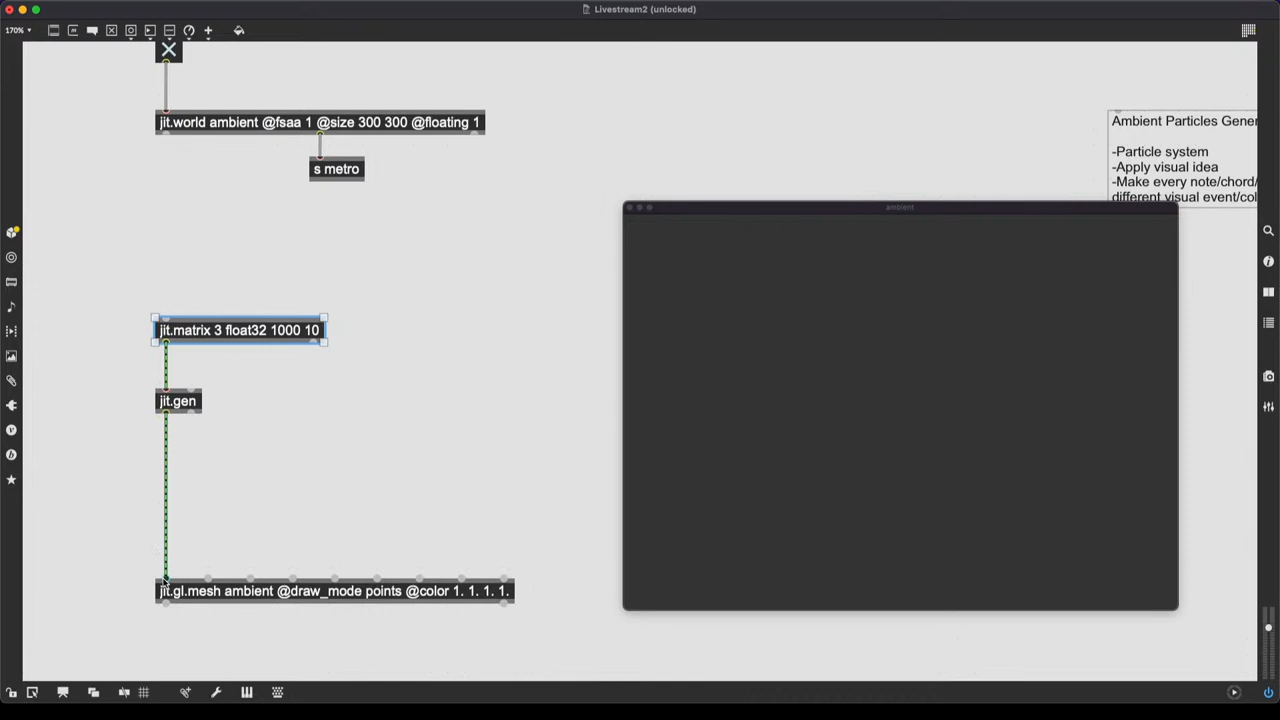 Livestream2 (unlocked)
170%
jit.world ambient @fsaa 1 @size 300 300 @floating 1
s metro
Ambient Particles Gener
-Particle system
-Apply visual idea
-Make every note/chord/
different visual event/col
ambient
jit.matrix 3 float32 1000 10
jit.gen
jit.gl.mesh ambient @draw_mode points @color 1. 1. 1. 1.